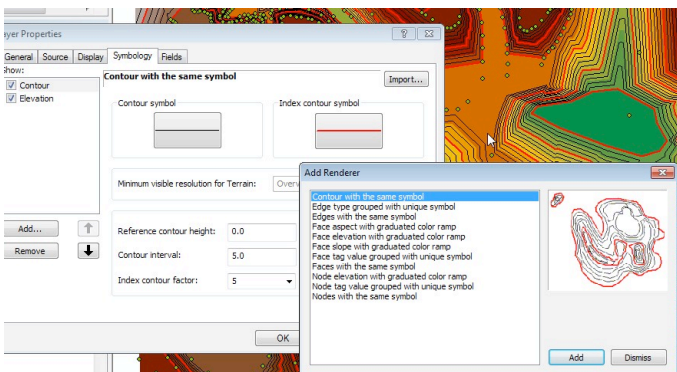 ayer Properties
General Source Display Symbology Fields
Show:
Contour
Elevation
Contour with the same symbol
Import...
Contour symbol
Index contour symbol
Minimum visible resolution for Terrain:
Add...
Remove
Reference contour height: 0.0
Contour interval: 5.0
Index contour factor: 5
OK
Add Renderer
Contour with the same symbol
Edge type grouped with unique symbol
Edges with the same symbol
Face aspect with graduated color ramp
Face elevation with graduated color ramp
Face slope with graduated color ramp
Face tag value grouped with unique symbol
Faces with the same symbol
Node elevation with graduated color ramp
Node tag value grouped with unique symbol
Nodes with the same symbol
Add Dismiss